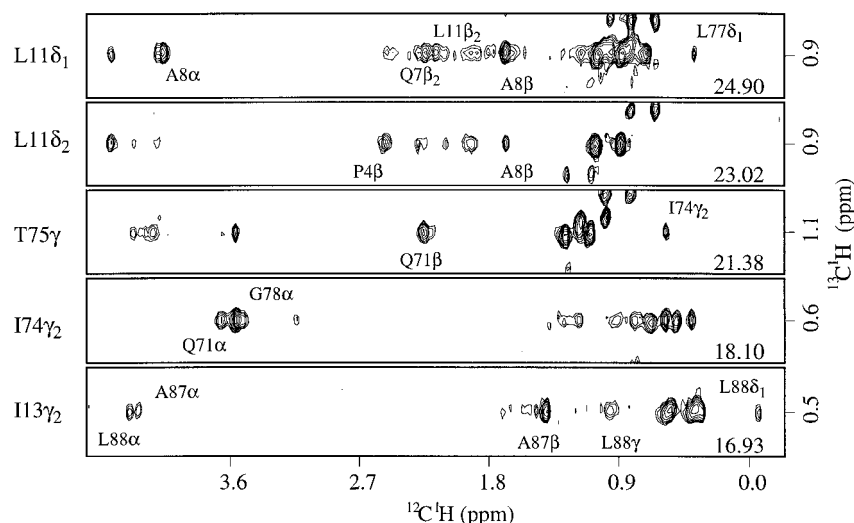 L11δ₁
A8α
Q7β₂
L11β₂
A8β
L77δ₁
24.90
0.9
L11δ₂
P4β
A8β
23.02
0.9
T75γ
Q71β
I74γ₂
21.38
1.1
I74γ₂
Q71α
G78α
18.10
0.6
I13γ₂
L88α
A87α
A87β
L88γ
L88δ₁
16.93
0.5
¹³C¹H (ppm)
3.6 2.7 1.8 0.9 0.0
¹²C¹H (ppm)